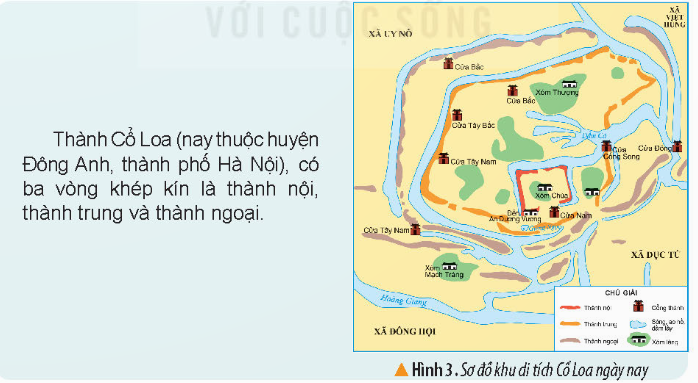 VỚI CUỘC SỐNG
Thành Cổ Loa (nay thuộc huyện
Đông Anh, thành phố Hà Nội), có
ba vòng khép kín là thành nội,
thành trung và thành ngoại.
XÃ UY NỖ
XÃ
VIỆT
HÙNG
Cửa Bắc
Xóm Thượng
Cửa Bắc
Cửa Tây Bắc
Đầm Cả
Cửa
Cống Song
Cửa Đông
Cửa Tây Nam
Xóm Chùa
Đền
An Dương Vương
Cửa Nam
Cửa Tây Nam
XÃ DỤC TÚ
Xóm
Mạch Tràng
Hoàng Giang
XÃ ĐÔNG HỘI
CHÚ GIẢI
Thành nội
Cổng thành
Thành trung
Sông, ao hồ,
đầm lầy
Thành ngoại
Xóm làng
▲ Hình 3. Sơ đồ khu di tích Cổ Loa ngày nay